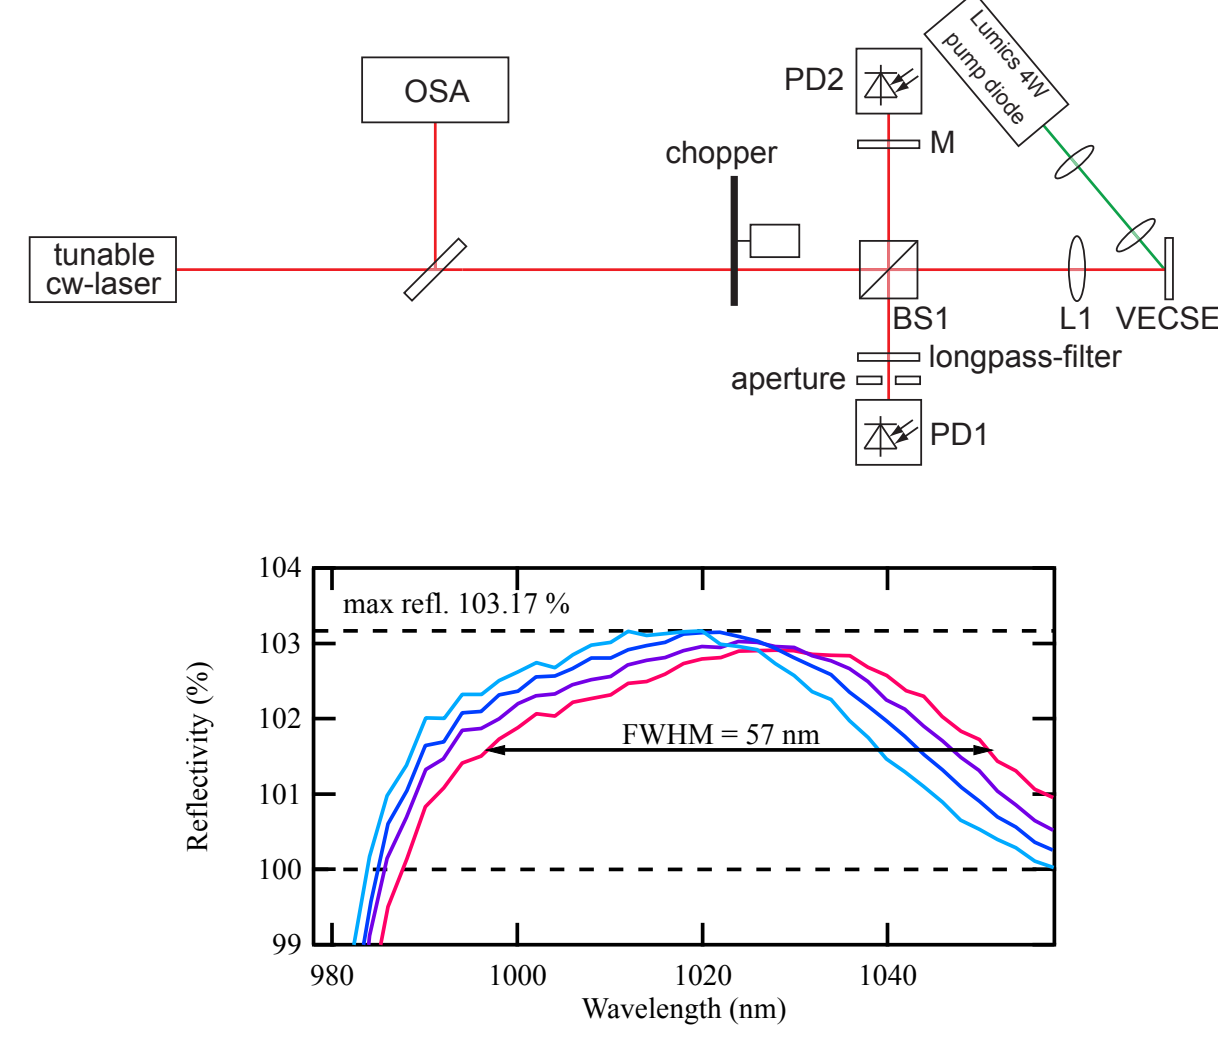 Lumics 4W
pump diode
PD2
OSA
M
chopper
tunable
cw-laser
BS1
L1
VECSE
longpass-filter
aperture
PD1
104
max refl. 103.17 %
103
102
FWHM = 57 nm
101
100
99
Reflectivity (%)
980
1000
1020
1040
Wavelength (nm)